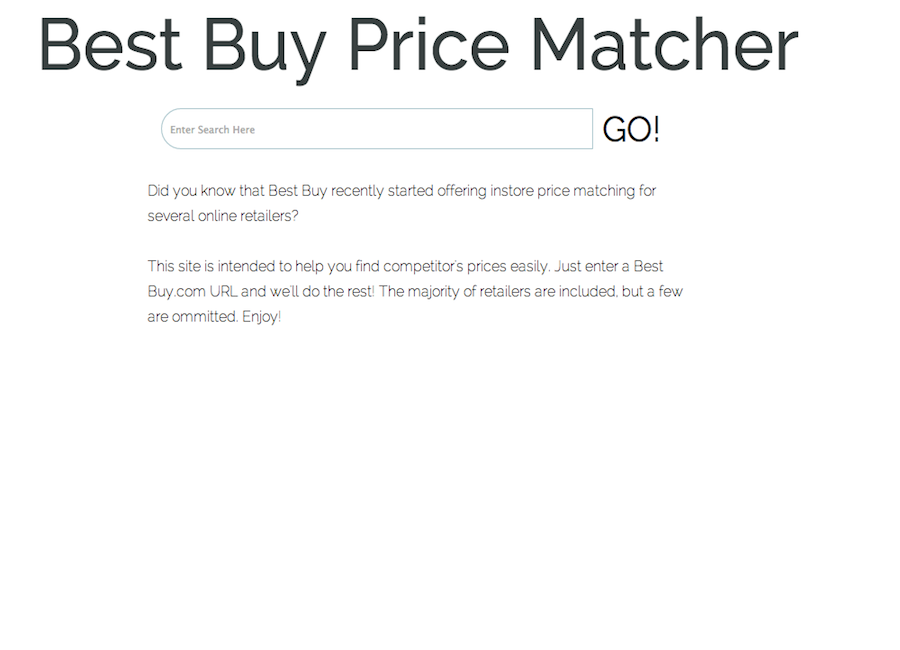 Best Buy Price Matcher
Enter Search Here
GO!
Did you know that Best Buy recently started offering instore price matching for
several online retailers?
This site is intended to help you find competitor's prices easily. Just enter a Best
Buy.com URL and we'll do the rest! The majority of retailers are included, but a few
are ommitted. Enjoy!